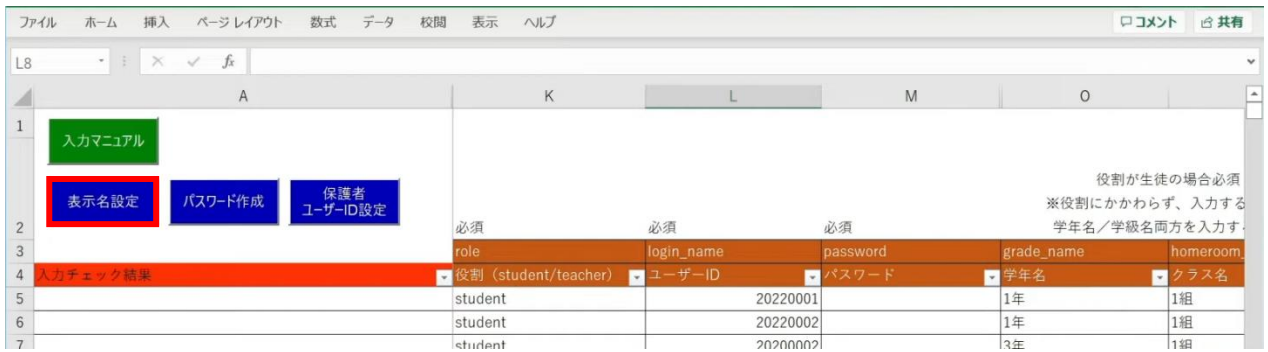 ファイル ホーム 挿入 ページ レイアウト 数式 データ 校閲 表示 ヘルプ コメント 共有
L8 fx
A K L M O
1
入力マニュアル
表示名設定 パスワード作成 保護者
ユーザーID設定
役割が生徒の場合必須
※役割にかかわらず、入力する
2 必須 必須 必須 学年名/学級名両方を入力す
3 role login_name password grade_name homeroom_
4 入力チェック結果 役割(student/teacher) ユーザーID パスワード 学年名 クラス名
5 student 20220001 1年 1組
6 student 20220002 1年 1組
7 student 20200002 3年 1組